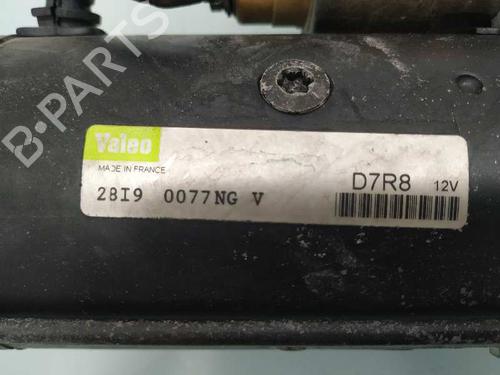 B-PARTS
Valeo
MADE IN FRANCE
28I9 0077NG V
D7R8 12V